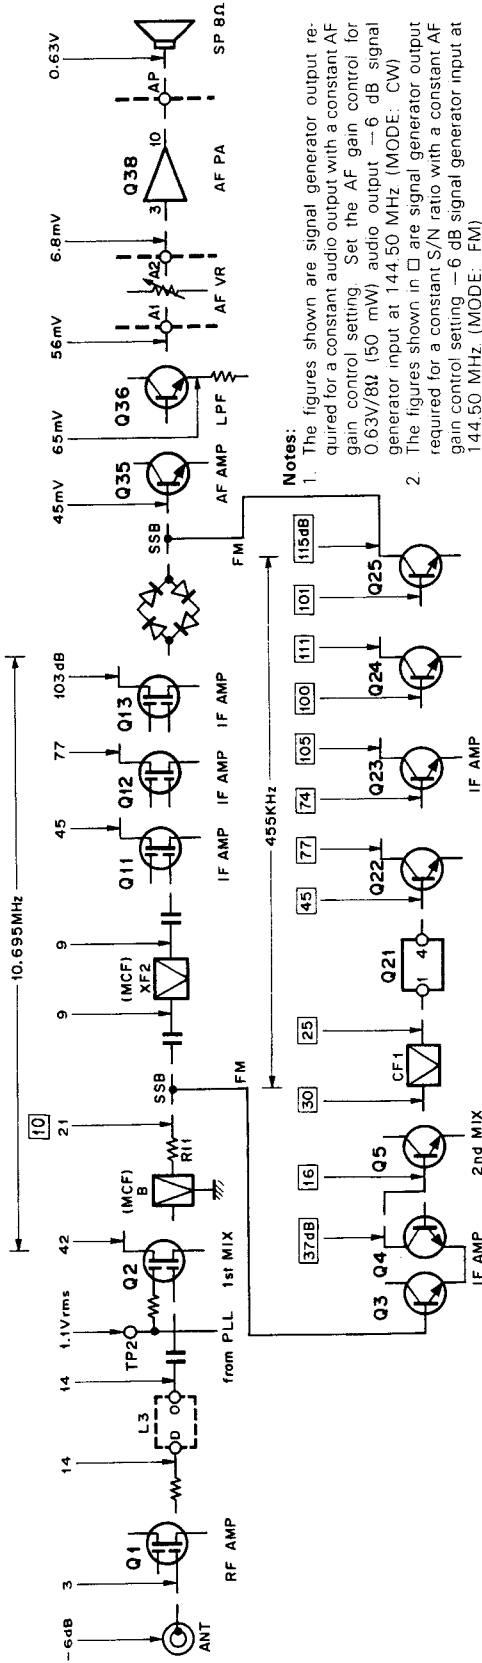 -6dB
ANT
3
Q1
RF AMP
14
L3
D
O
14
1.1Vrms
TP2
from PLL
42
Q2
1st MIX
10.695MHz
(MCF)
B
R11
10
21
SSB
FM
9
(MCF)
XF2
9
45
Q11
IF AMP
77
Q12
IF AMP
103dB
Q13
IF AMP
SSB
FM
45mV
Q35
AF AMP
65mV
Q36
LPF
56mV
A1
AF VR
A2
6.8mV
3
Q38
10
AF PA
AP
0.63V
SP 8Ω
Q3
Q4
IF AMP
37dB
16
Q5
2nd MIX
455KHz
30
CF1
25
1
Q21
4
45
77
Q22
74
105
Q23
IF AMP
100
111
Q24
101
115dB
Q25
Notes:
1. The figures shown are signal generator output re-
quired for a constant audio output with a constant AF
gain control setting. Set the AF gain control for
0.63V/8Ω (50 mW) audio output −6 dB signal
generator input at 144.50 MHz (MODE: CW)
2. The figures shown in □ are signal generator output
required for a constant S/N ratio with a constant AF
gain control setting −6 dB signal generator input at
144.50 MHz. (MODE: FM)